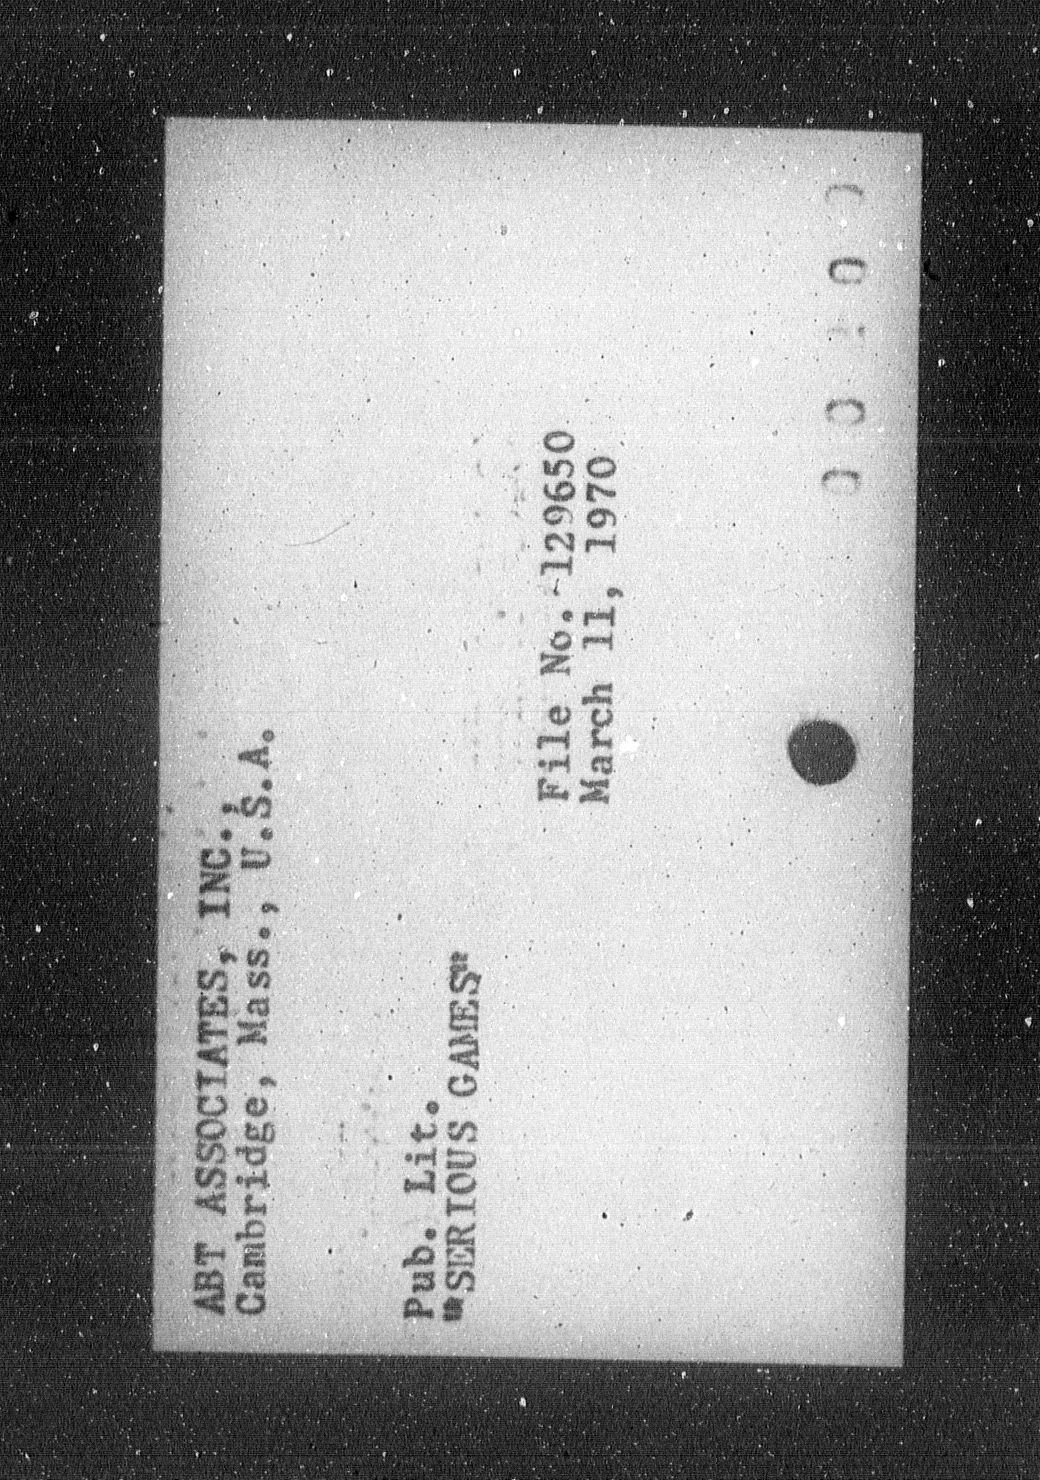 ABT ASSOCIATES, INC.,
Cambridge, Mass., U.S.A.
Pub. Lit.
"SERIOUS GAMES"
File No. 129650
March 11, 1970